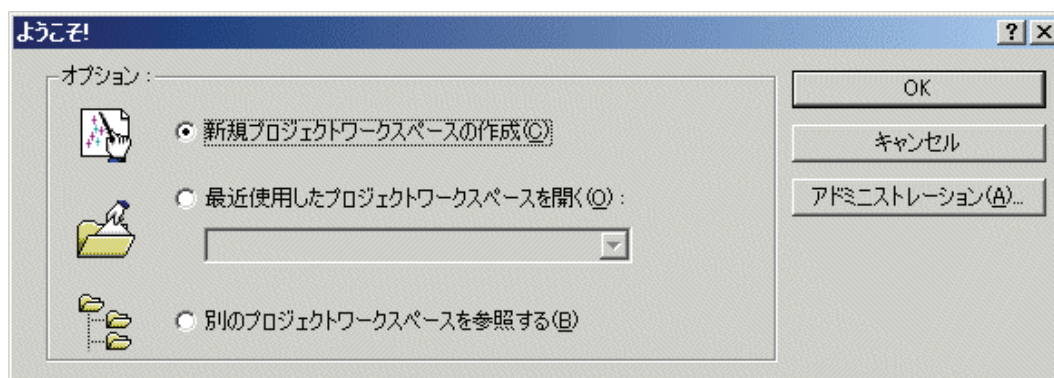 ようこそ!
オプション :
新規プロジェクトワークスペースの作成(C)
最近使用したプロジェクトワークスペースを開く(O) :
別のプロジェクトワークスペースを参照する(B)
OK
キャンセル
アドミニストレーション(A)...